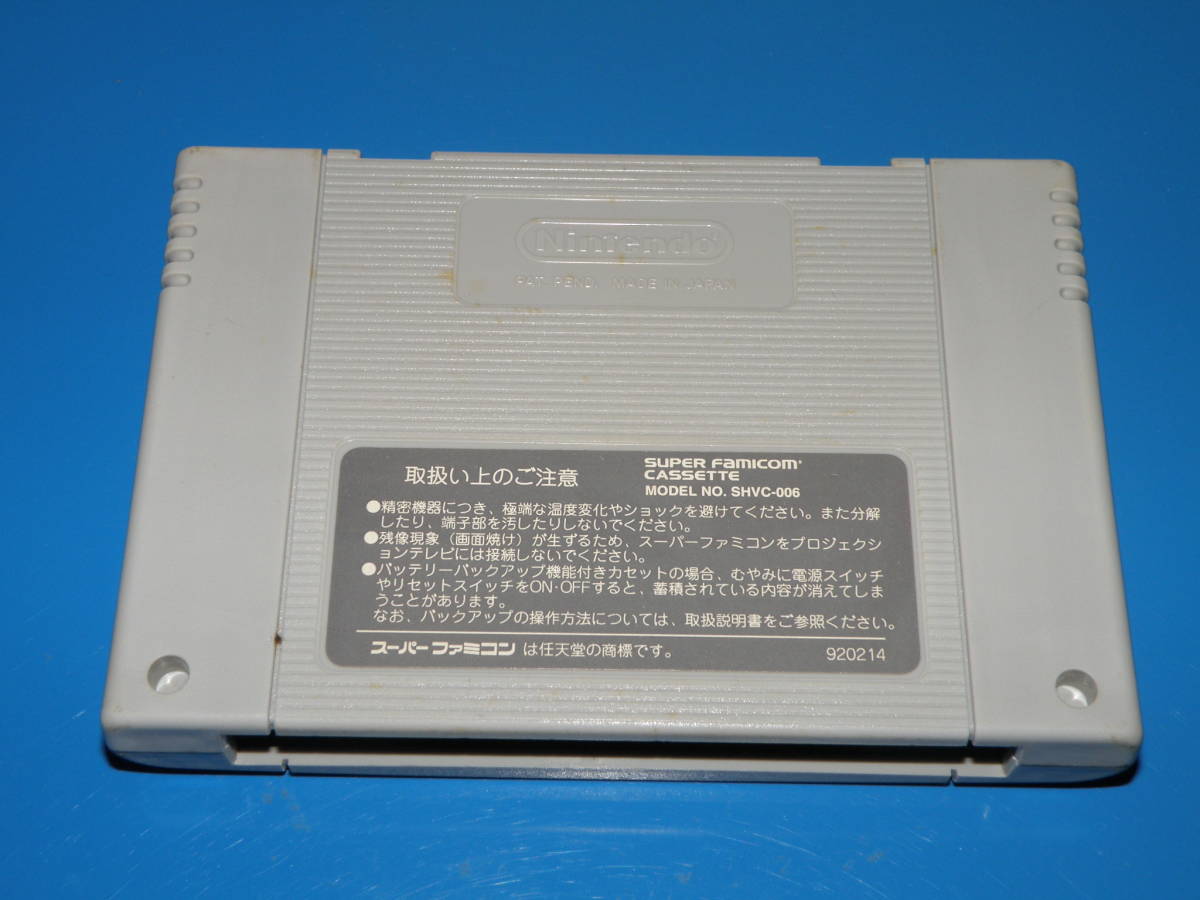 Nintendo
PAT. PEND. MADE IN JAPAN
取扱い上のご注意
SUPER FAMICOM
CASSETTE
MODEL NO. SHVC-006
●精密機器につき、極端な温度変化やショックを避けてください。また分解
したり、端子部を汚したりしないでください。
●残像現象（画面焼け）が生ずるため、スーパーファミコンをプロジェクシ
ョンテレビには接続しないでください。
●バッテリーバックアップ機能付きカセットの場合、むやみに電源スイッチ
やリセットスイッチをON・OFFすると、蓄積されている内容が消えてしま
うことがあります。
なお、バックアップの操作方法については、取扱説明書をご参照ください。
スーパーファミコンは任天堂の商標です。
920214